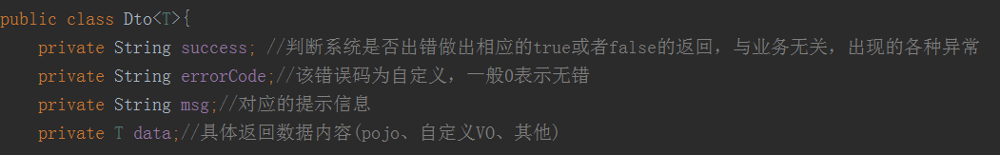 public class Dto<T>{
private String success; //判断系统是否出错做出相应的true或者false的返回，与业务无关，出现的各种异常
private String errorCode;//该错误码为自定义，一般0表示无错
private String msg;//对应的提示信息
private T data;//具体返回数据内容(pojo、自定义VO、其他)